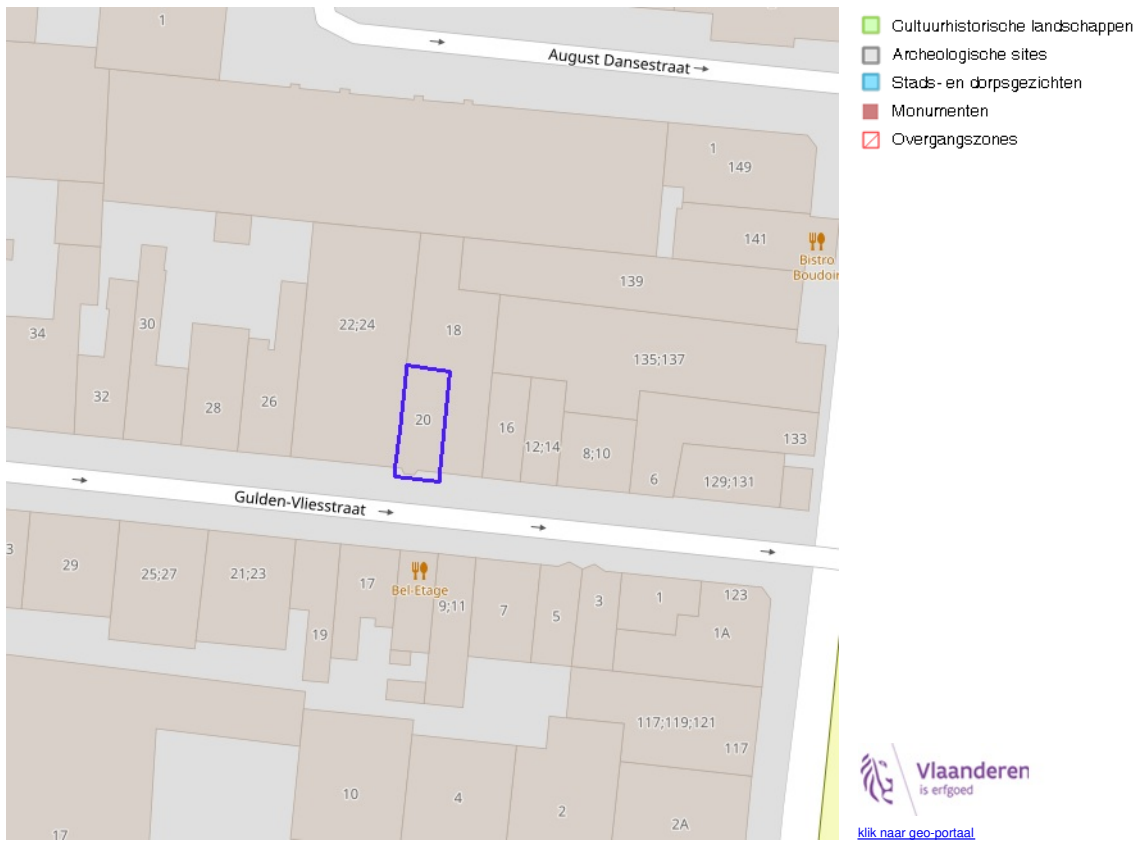 1
August Dansestraat
1
149
141
Bistro
Boudoir
139
22;24
18
34
30
135;137
32
28
26
20
16
12;14
8;10
133
6
129;131
Gulden-Vliesstraat
3
29
25;27
21;23
17
Bel-Etage
9;11
7
5
3
1
123
19
1A
117;119;121
117
10
4
2
2A
17
Cultuurhistorische landschappen
Archeologische sites
Stads- en dorpsgezichten
Monumenten
Overgangszones
Vlaanderen
is erfgoed
klik naar geo-portaal